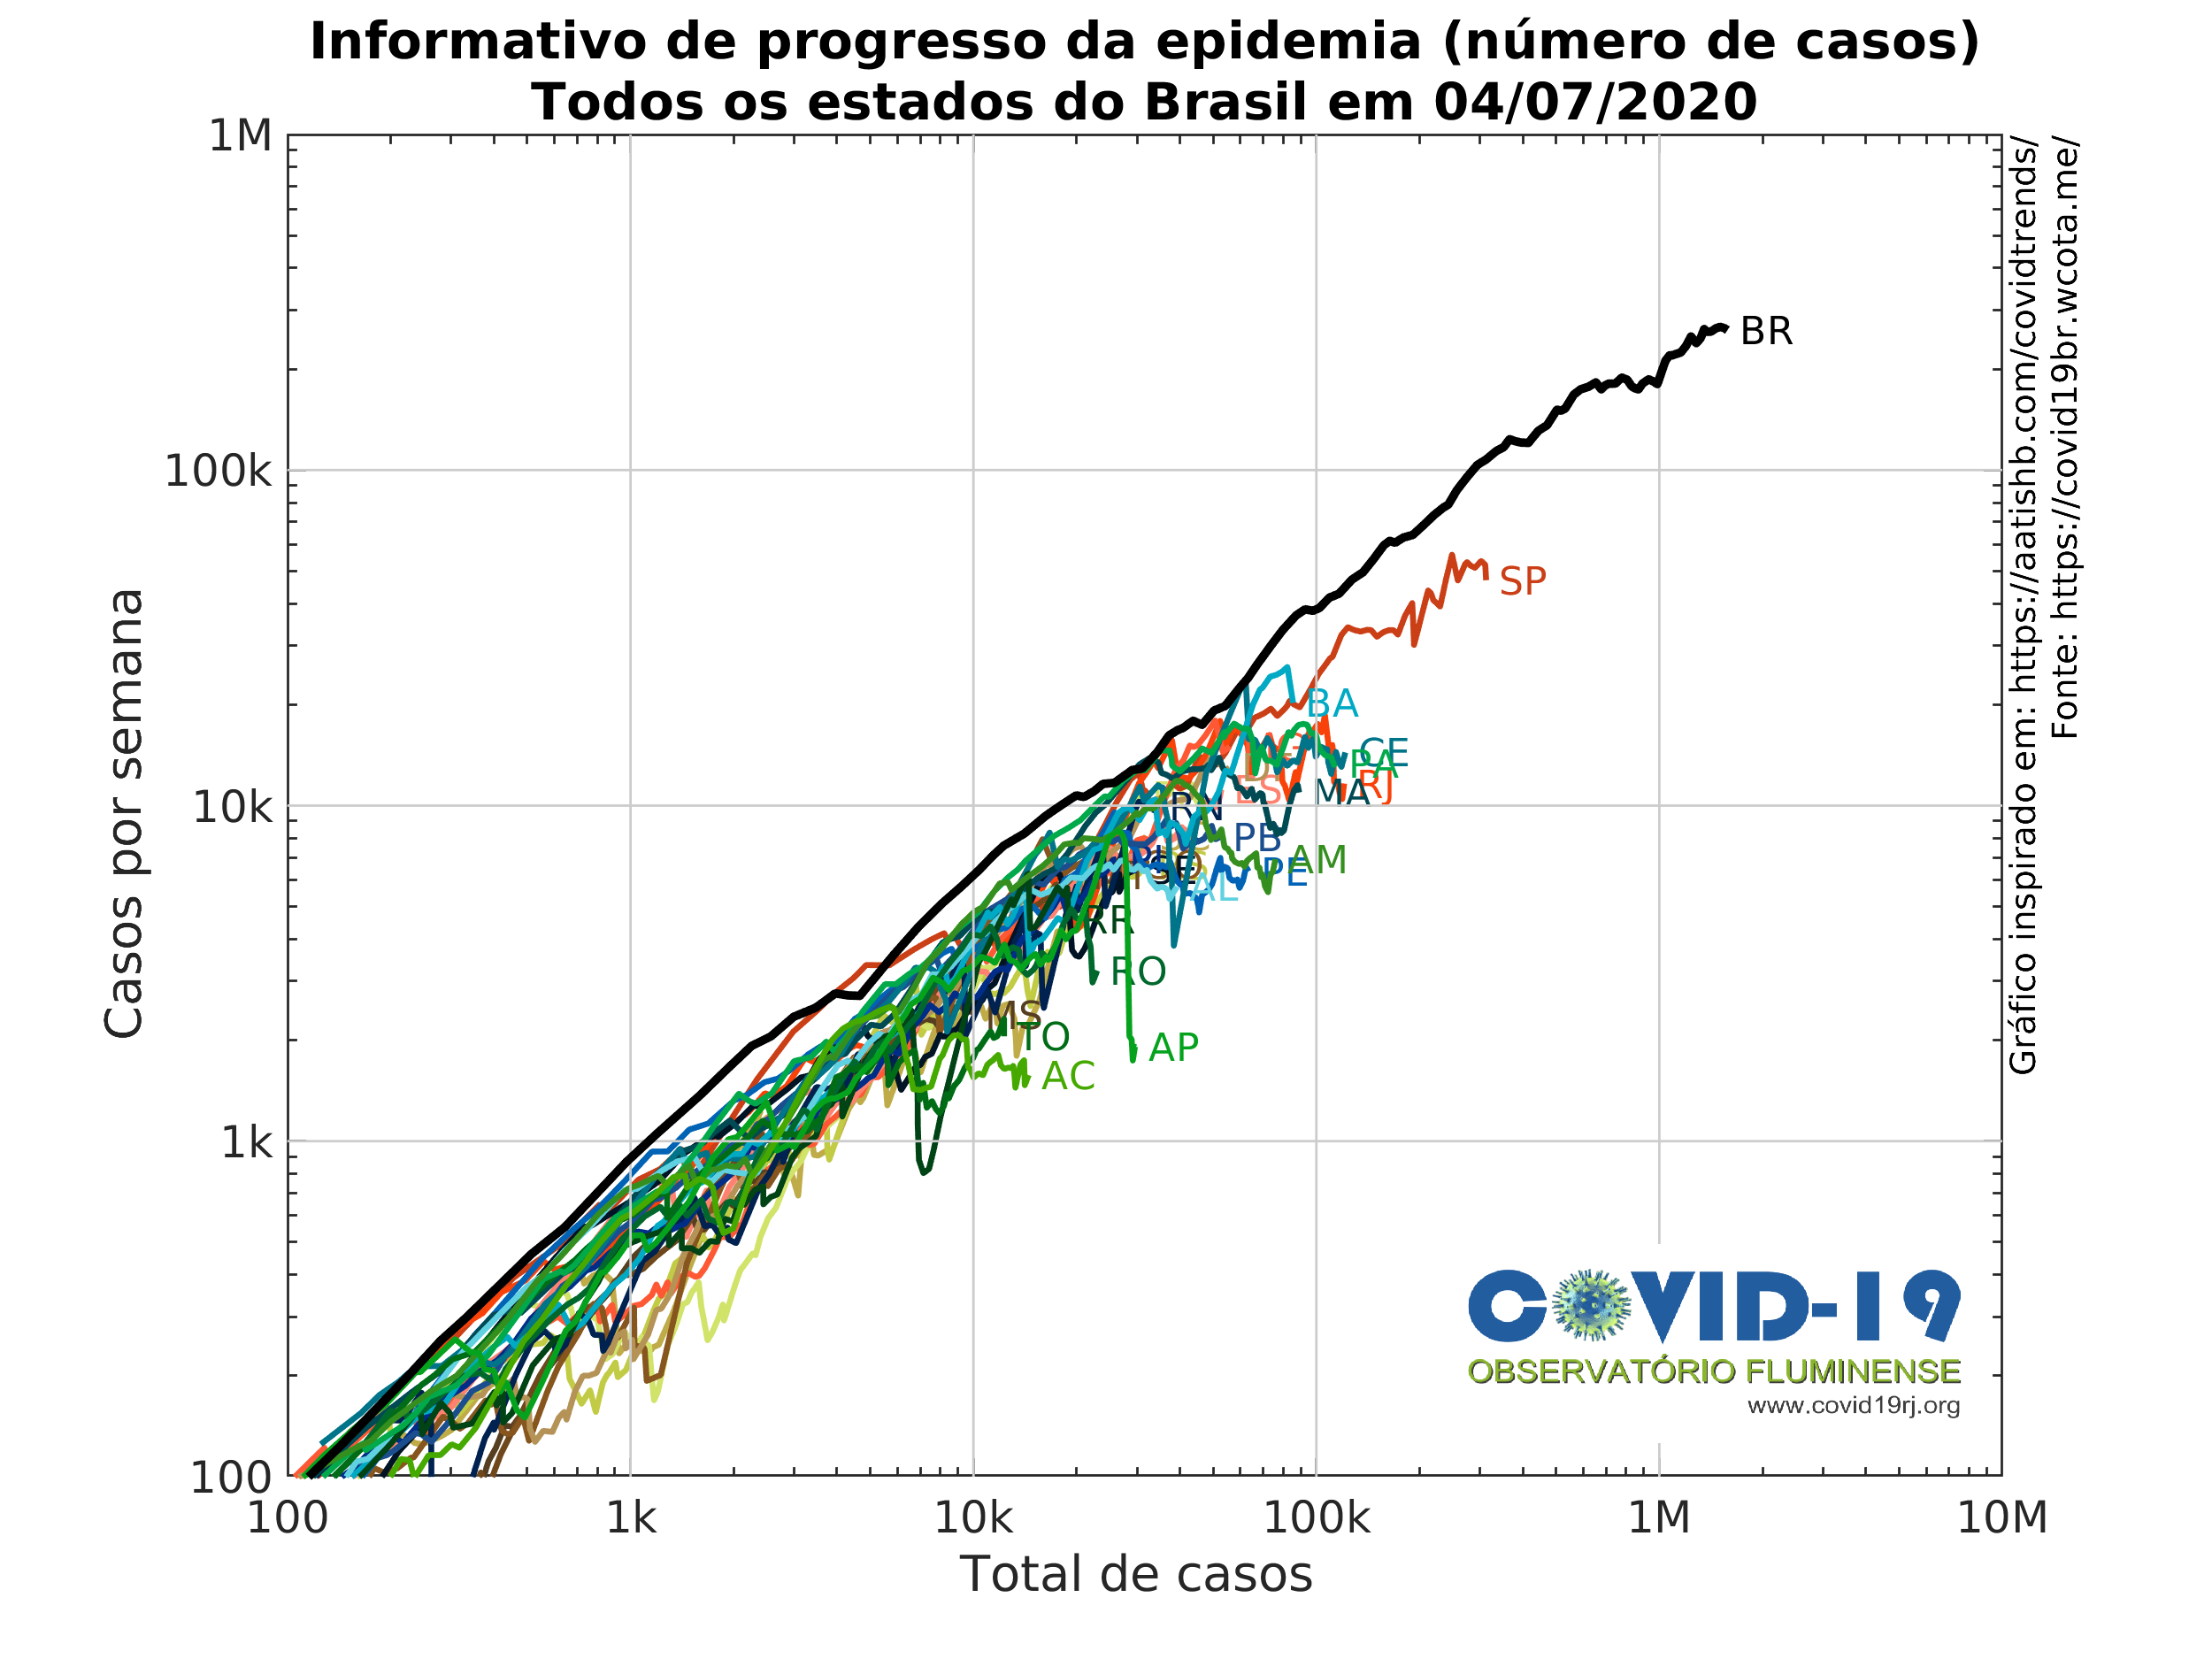 Informativo de progresso da epidemia (número de casos)
Todos os estados do Brasil em 04/07/2020
1M
100k
10k
1k
100
Casos por semana
100
1k
10k
100k
1M
10M
Total de casos
BR
SP
BA
CE
PA
RJ
MA
ES
RN
PB
AM
PE
SE
AL
RR
RO
MS
TO
AP
AC
Gráfico inspirado em: https://aatishb.com/covidtrends/
Fonte: https://covid19br.wcota.me/
COVID-19
OBSERVATÓRIO FLUMINENSE
www.covid19rj.org